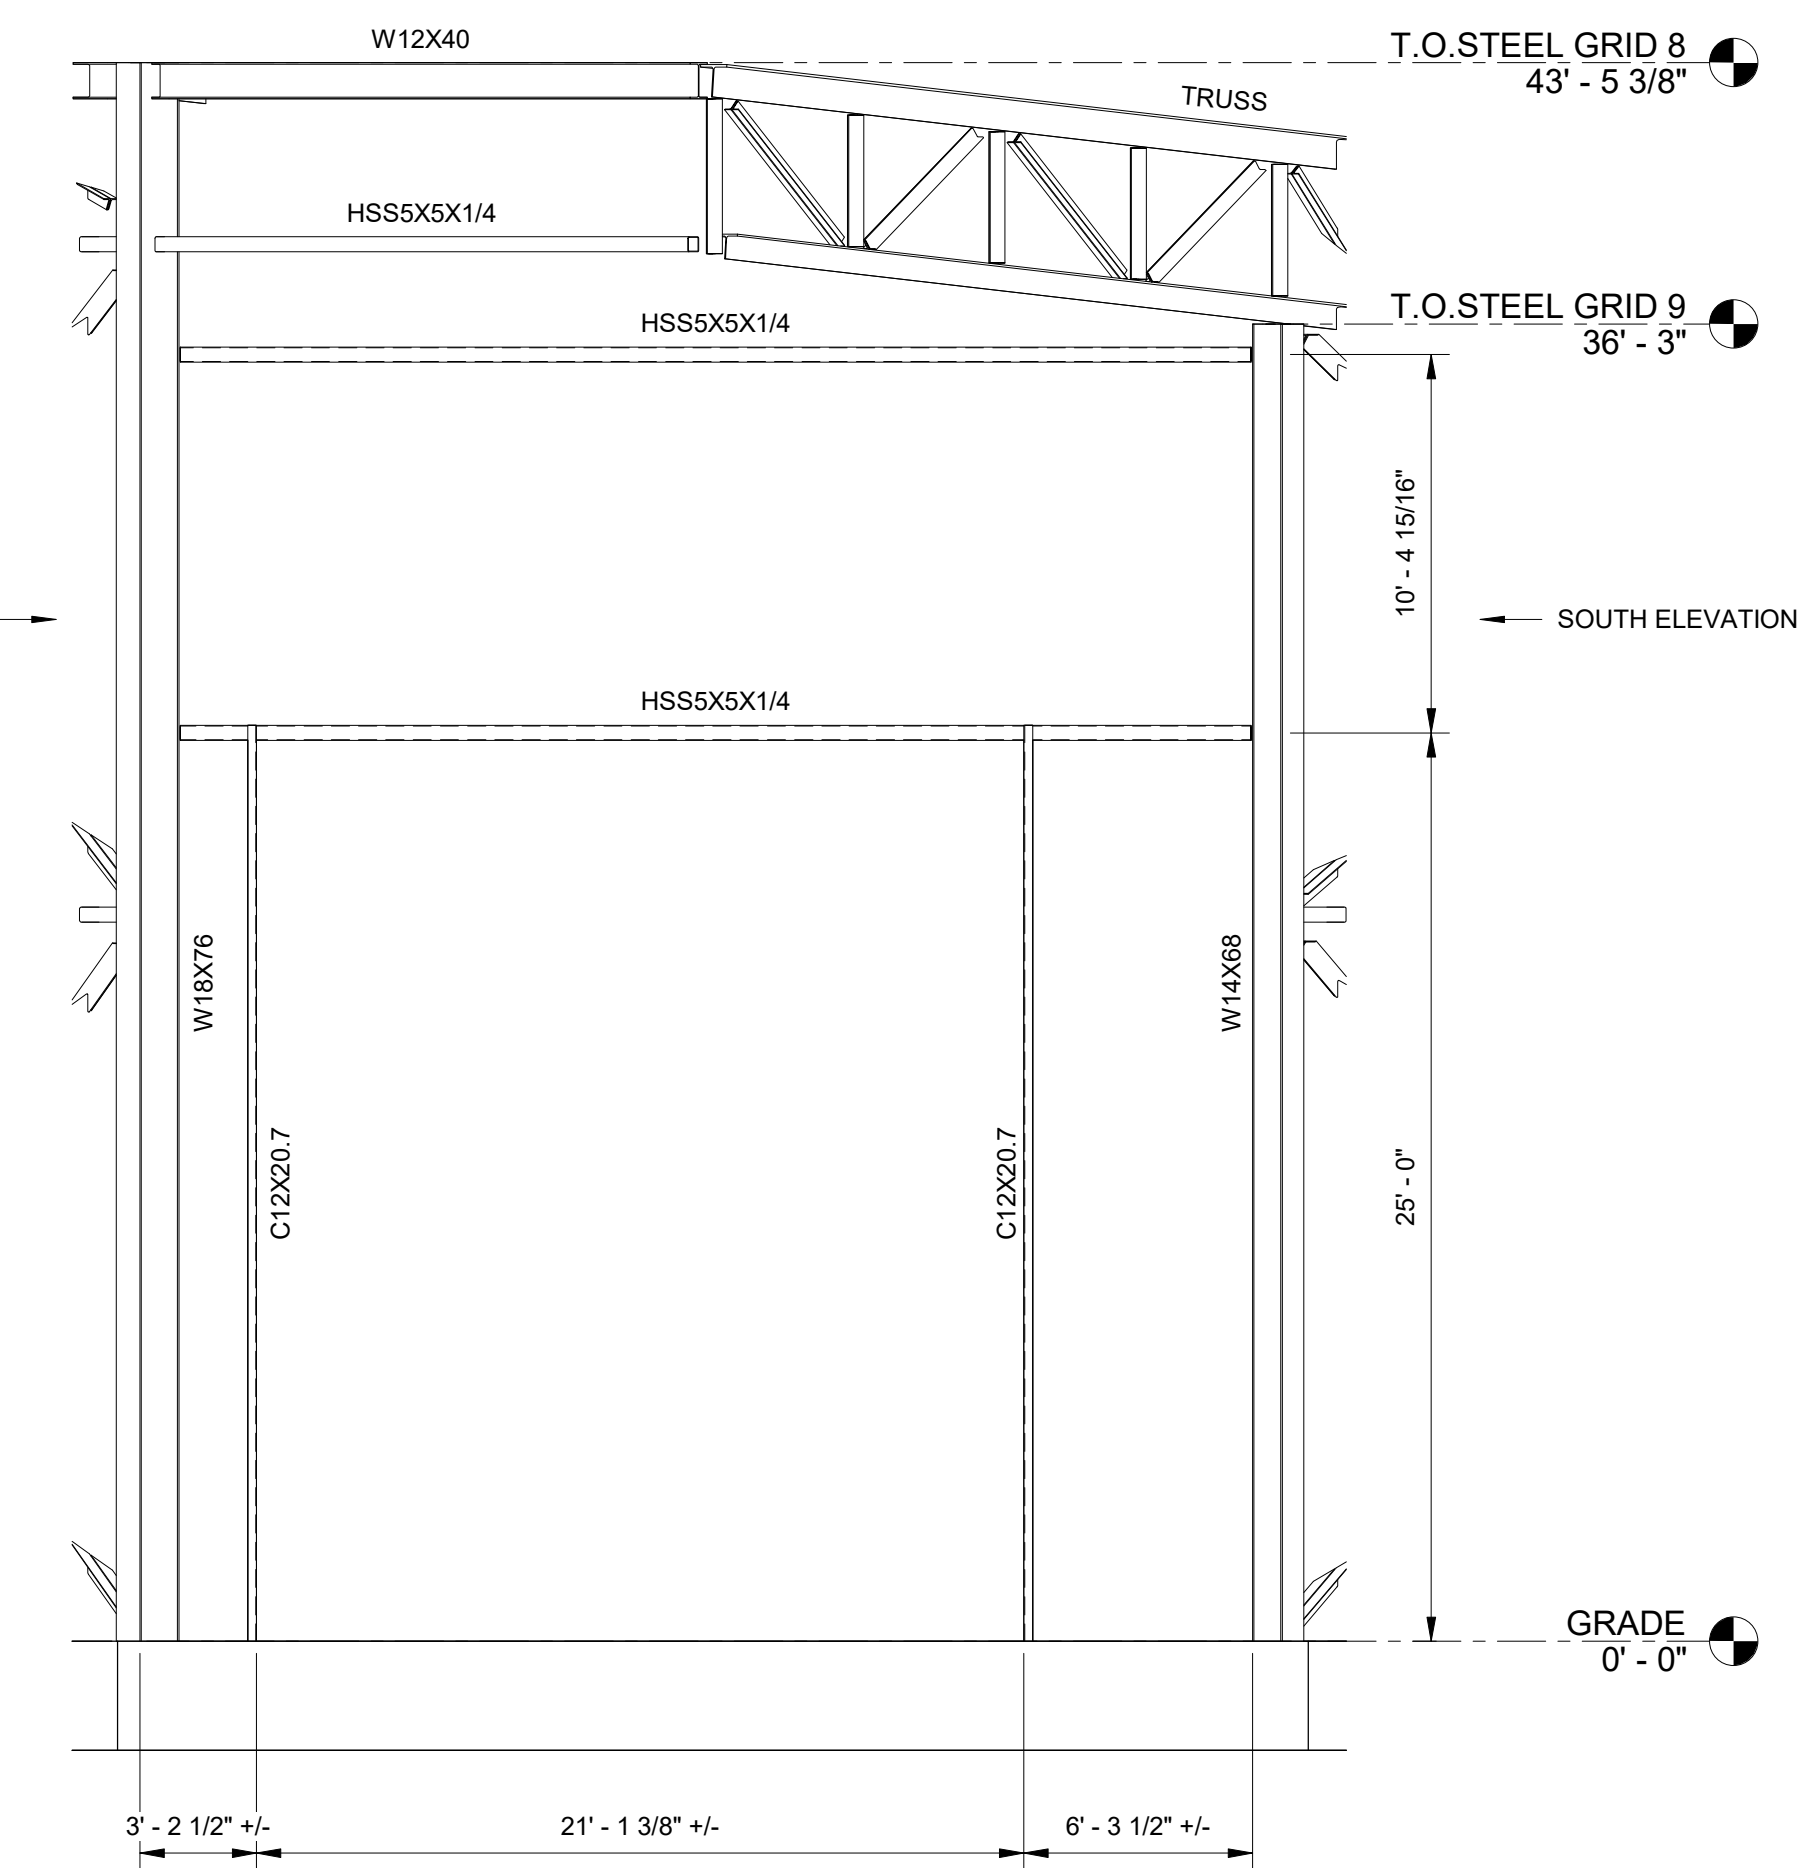 W12X40
T.O.STEEL GRID 8
43' - 5 3/8"
TRUSS
HSS5X5X1/4
T.O.STEEL GRID 9
36' - 3"
HSS5X5X1/4
10' - 4 15/16"
SOUTH ELEVATION
HSS5X5X1/4
W18X76
W14X68
C12X20.7
C12X20.7
25' - 0"
GRADE
0' - 0"
3' - 2 1/2" +/-
21' - 1 3/8" +/-
6' - 3 1/2" +/-